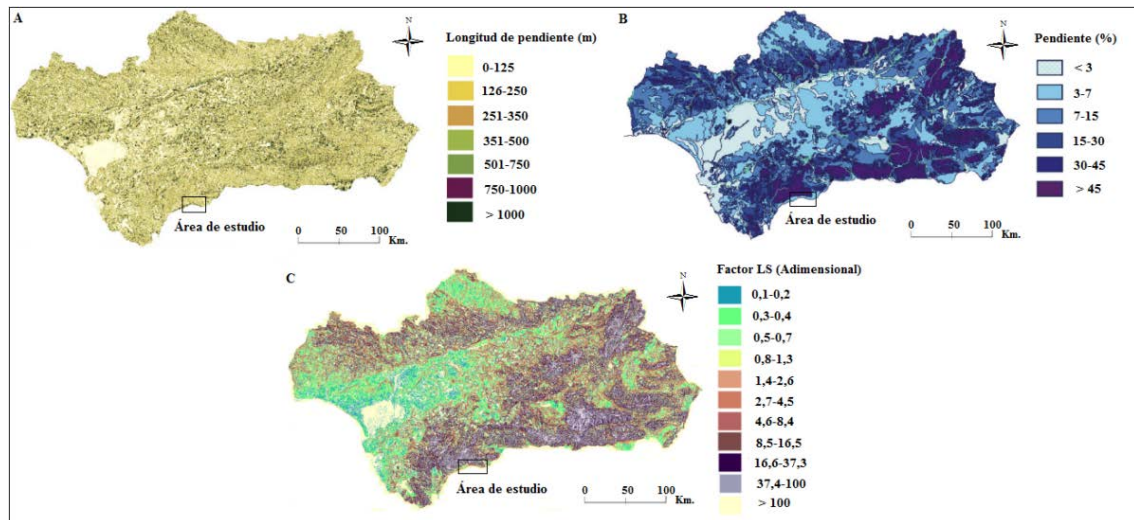 A
N
Longitud de pendiente (m)
0-125
126-250
251-350
351-500
501-750
750-1000
> 1000
Área de estudio
0 50 100
Km.
B
N
Pendiente (%)
< 3
3-7
7-15
15-30
30-45
> 45
Área de estudio
0 50 100
Km.
C
N
Factor LS (Adimensional)
0,1-0,2
0,3-0,4
0,5-0,7
0,8-1,3
1,4-2,6
2,7-4,5
4,6-8,4
8,5-16,5
16,6-37,3
37,4-100
> 100
Área de estudio
0 50 100
Km.